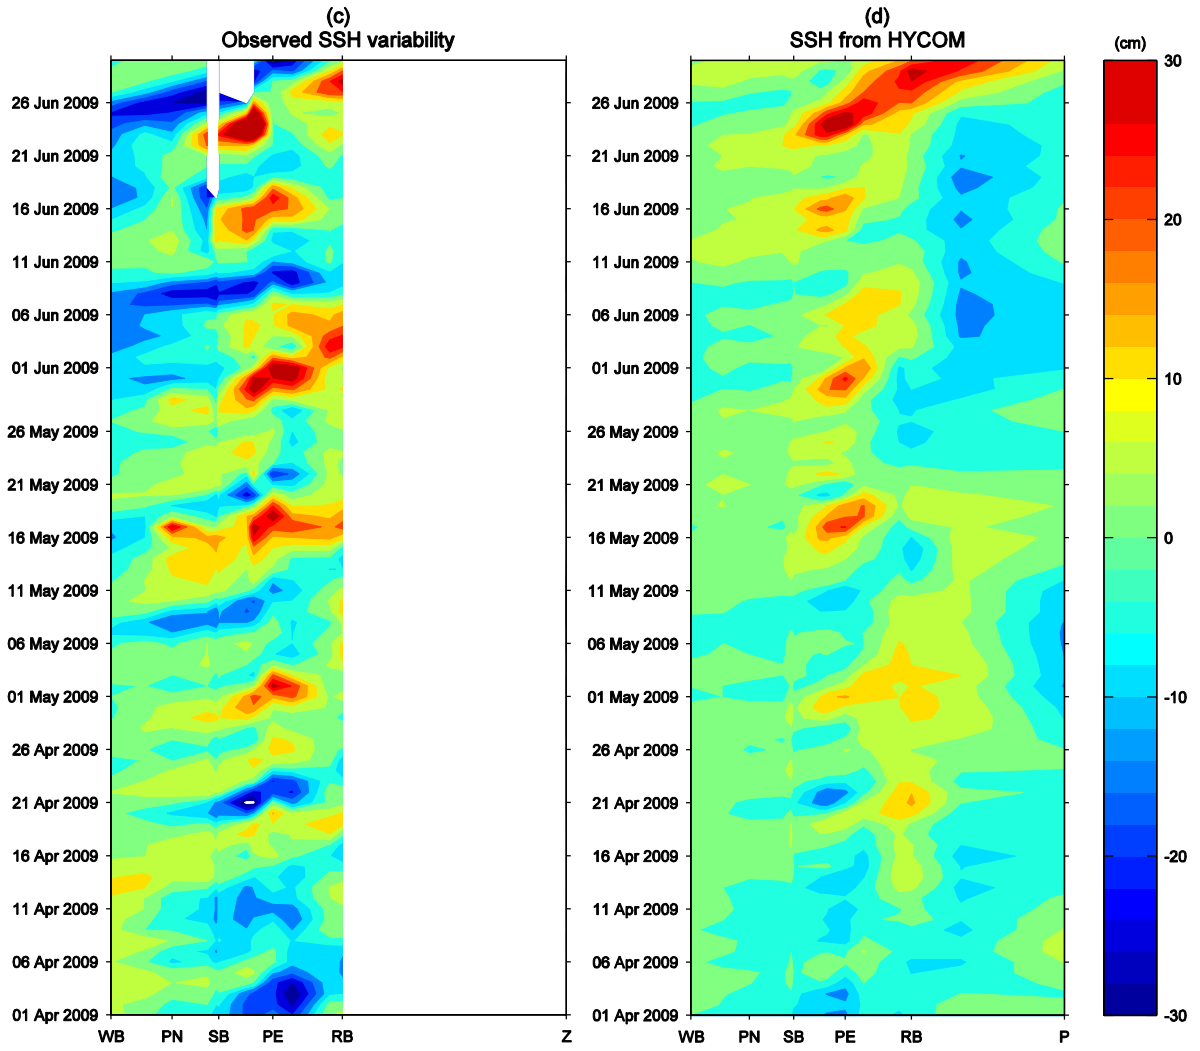 (c)
Observed SSH variability
26 Jun 2009
21 Jun 2009
16 Jun 2009
11 Jun 2009
06 Jun 2009
01 Jun 2009
26 May 2009
21 May 2009
16 May 2009
11 May 2009
06 May 2009
01 May 2009
26 Apr 2009
21 Apr 2009
16 Apr 2009
11 Apr 2009
06 Apr 2009
01 Apr 2009
WB PN SB PE RB Z
(d)
SSH from HYCOM
26 Jun 2009
21 Jun 2009
16 Jun 2009
11 Jun 2009
06 Jun 2009
01 Jun 2009
26 May 2009
21 May 2009
16 May 2009
11 May 2009
06 May 2009
01 May 2009
26 Apr 2009
21 Apr 2009
16 Apr 2009
11 Apr 2009
06 Apr 2009
01 Apr 2009
WB PN SB PE RB P
(cm)
30
20
10
0
-10
-20
-30